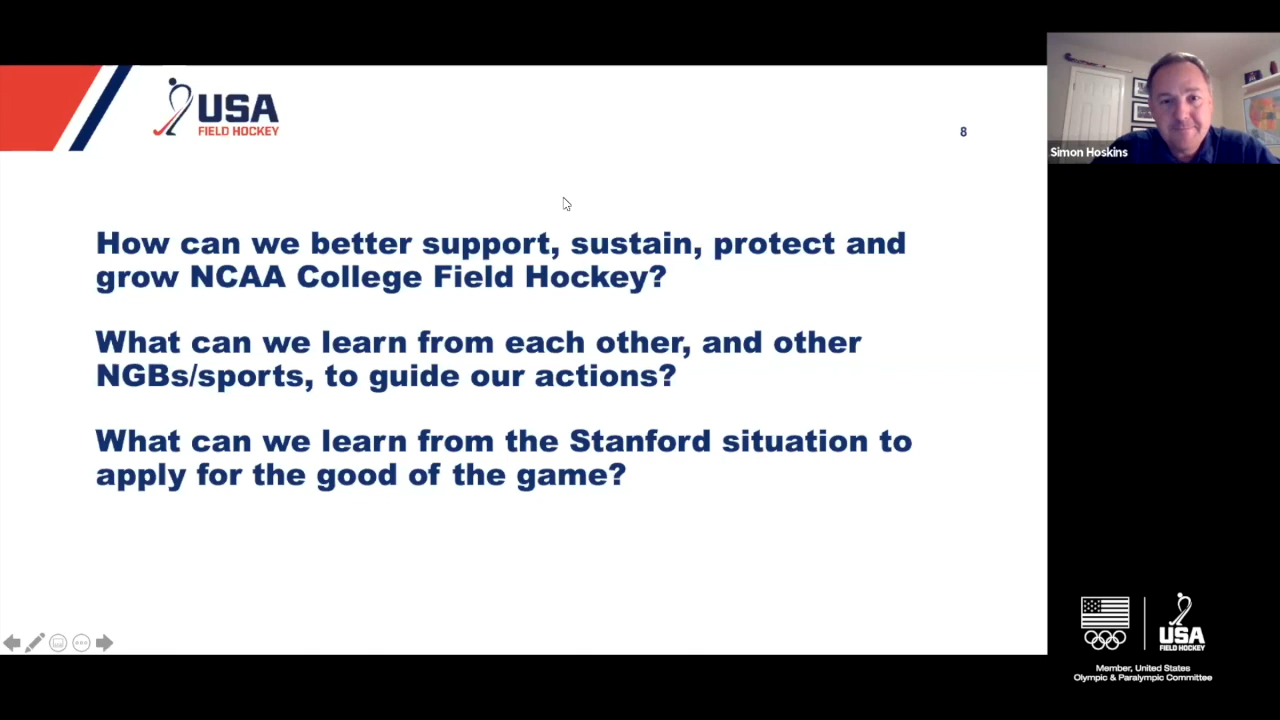 USA
FIELD HOCKEY
8
How can we better support, sustain, protect and
grow NCAA College Field Hockey?
What can we learn from each other, and other
NGBs/sports, to guide our actions?
What can we learn from the Stanford situation to
apply for the good of the game?
Simon Hoskins
USA
FIELD HOCKEY
Member, United States
Olympic & Paralympic Committee